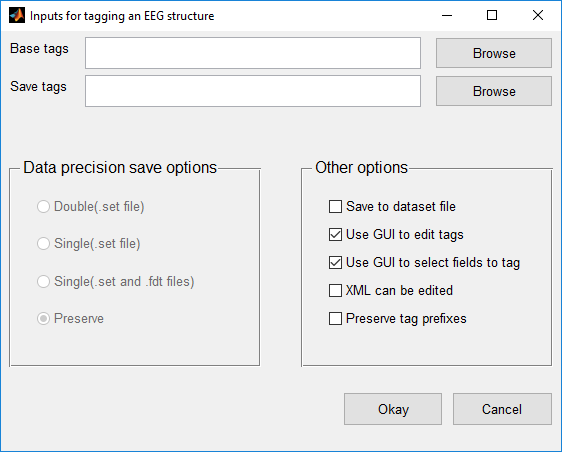 Inputs for tagging an EEG structure
Base tags
Browse
Save tags
Browse
Data precision save options
Double(.set file)
Single(.set file)
Single(.set and .fdt files)
Preserve
Other options
Save to dataset file
Use GUI to edit tags
Use GUI to select fields to tag
XML can be edited
Preserve tag prefixes
Okay
Cancel